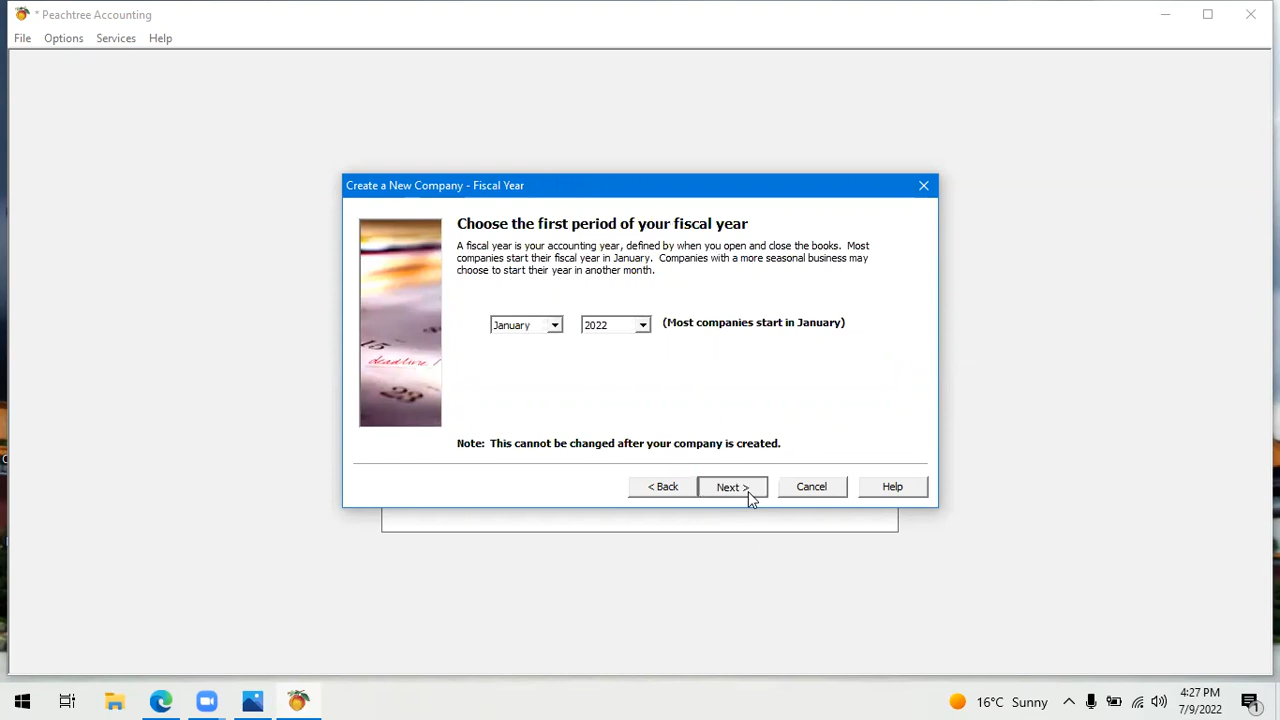 * Peachtree Accounting
File Options Services Help
Create a New Company - Fiscal Year
Choose the first period of your fiscal year
A fiscal year is your accounting year, defined by when you open and close the books. Most
companies start their fiscal year in January. Companies with a more seasonal business may
choose to start their year in another month.
January 2022 (Most companies start in January)
15
deadline!
23
Note: This cannot be changed after your company is created.
< Back Next > Cancel Help
16°C Sunny
4:27 PM
7/9/2022
1